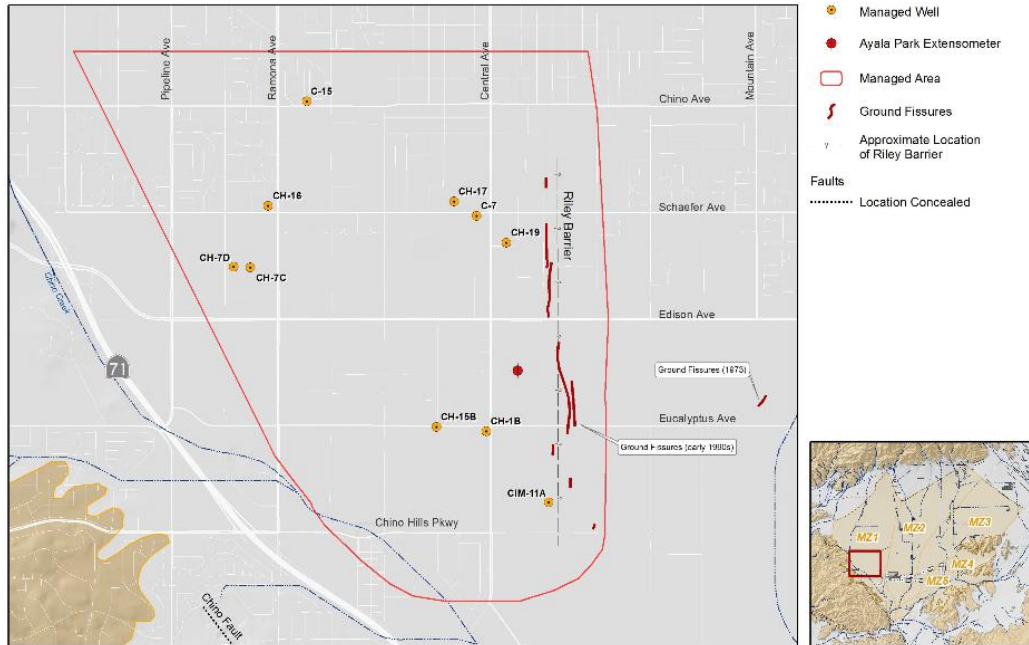 Pipeline Ave
Ramona Ave
Central Ave
Mountain Ave
C-15
Chino Ave
CH-16
CH-17
C-7
Schaefer Ave
CH-19
Riley Barrier
CH-7D
CH-7C
Chino Creek
Edison Ave
71
Ground Fissures (1973)
CH-15B
CH-1B
Eucalyptus Ave
Ground Fissures (early 1990s)
CIM-11A
Chino Hills Pkwy
Chino Fault
Managed Well
Ayala Park Extensometer
Managed Area
Ground Fissures
Approximate Location
of Riley Barrier
Faults
Location Concealed
MZ1
MZ2
MZ3
MZ4
MZ5